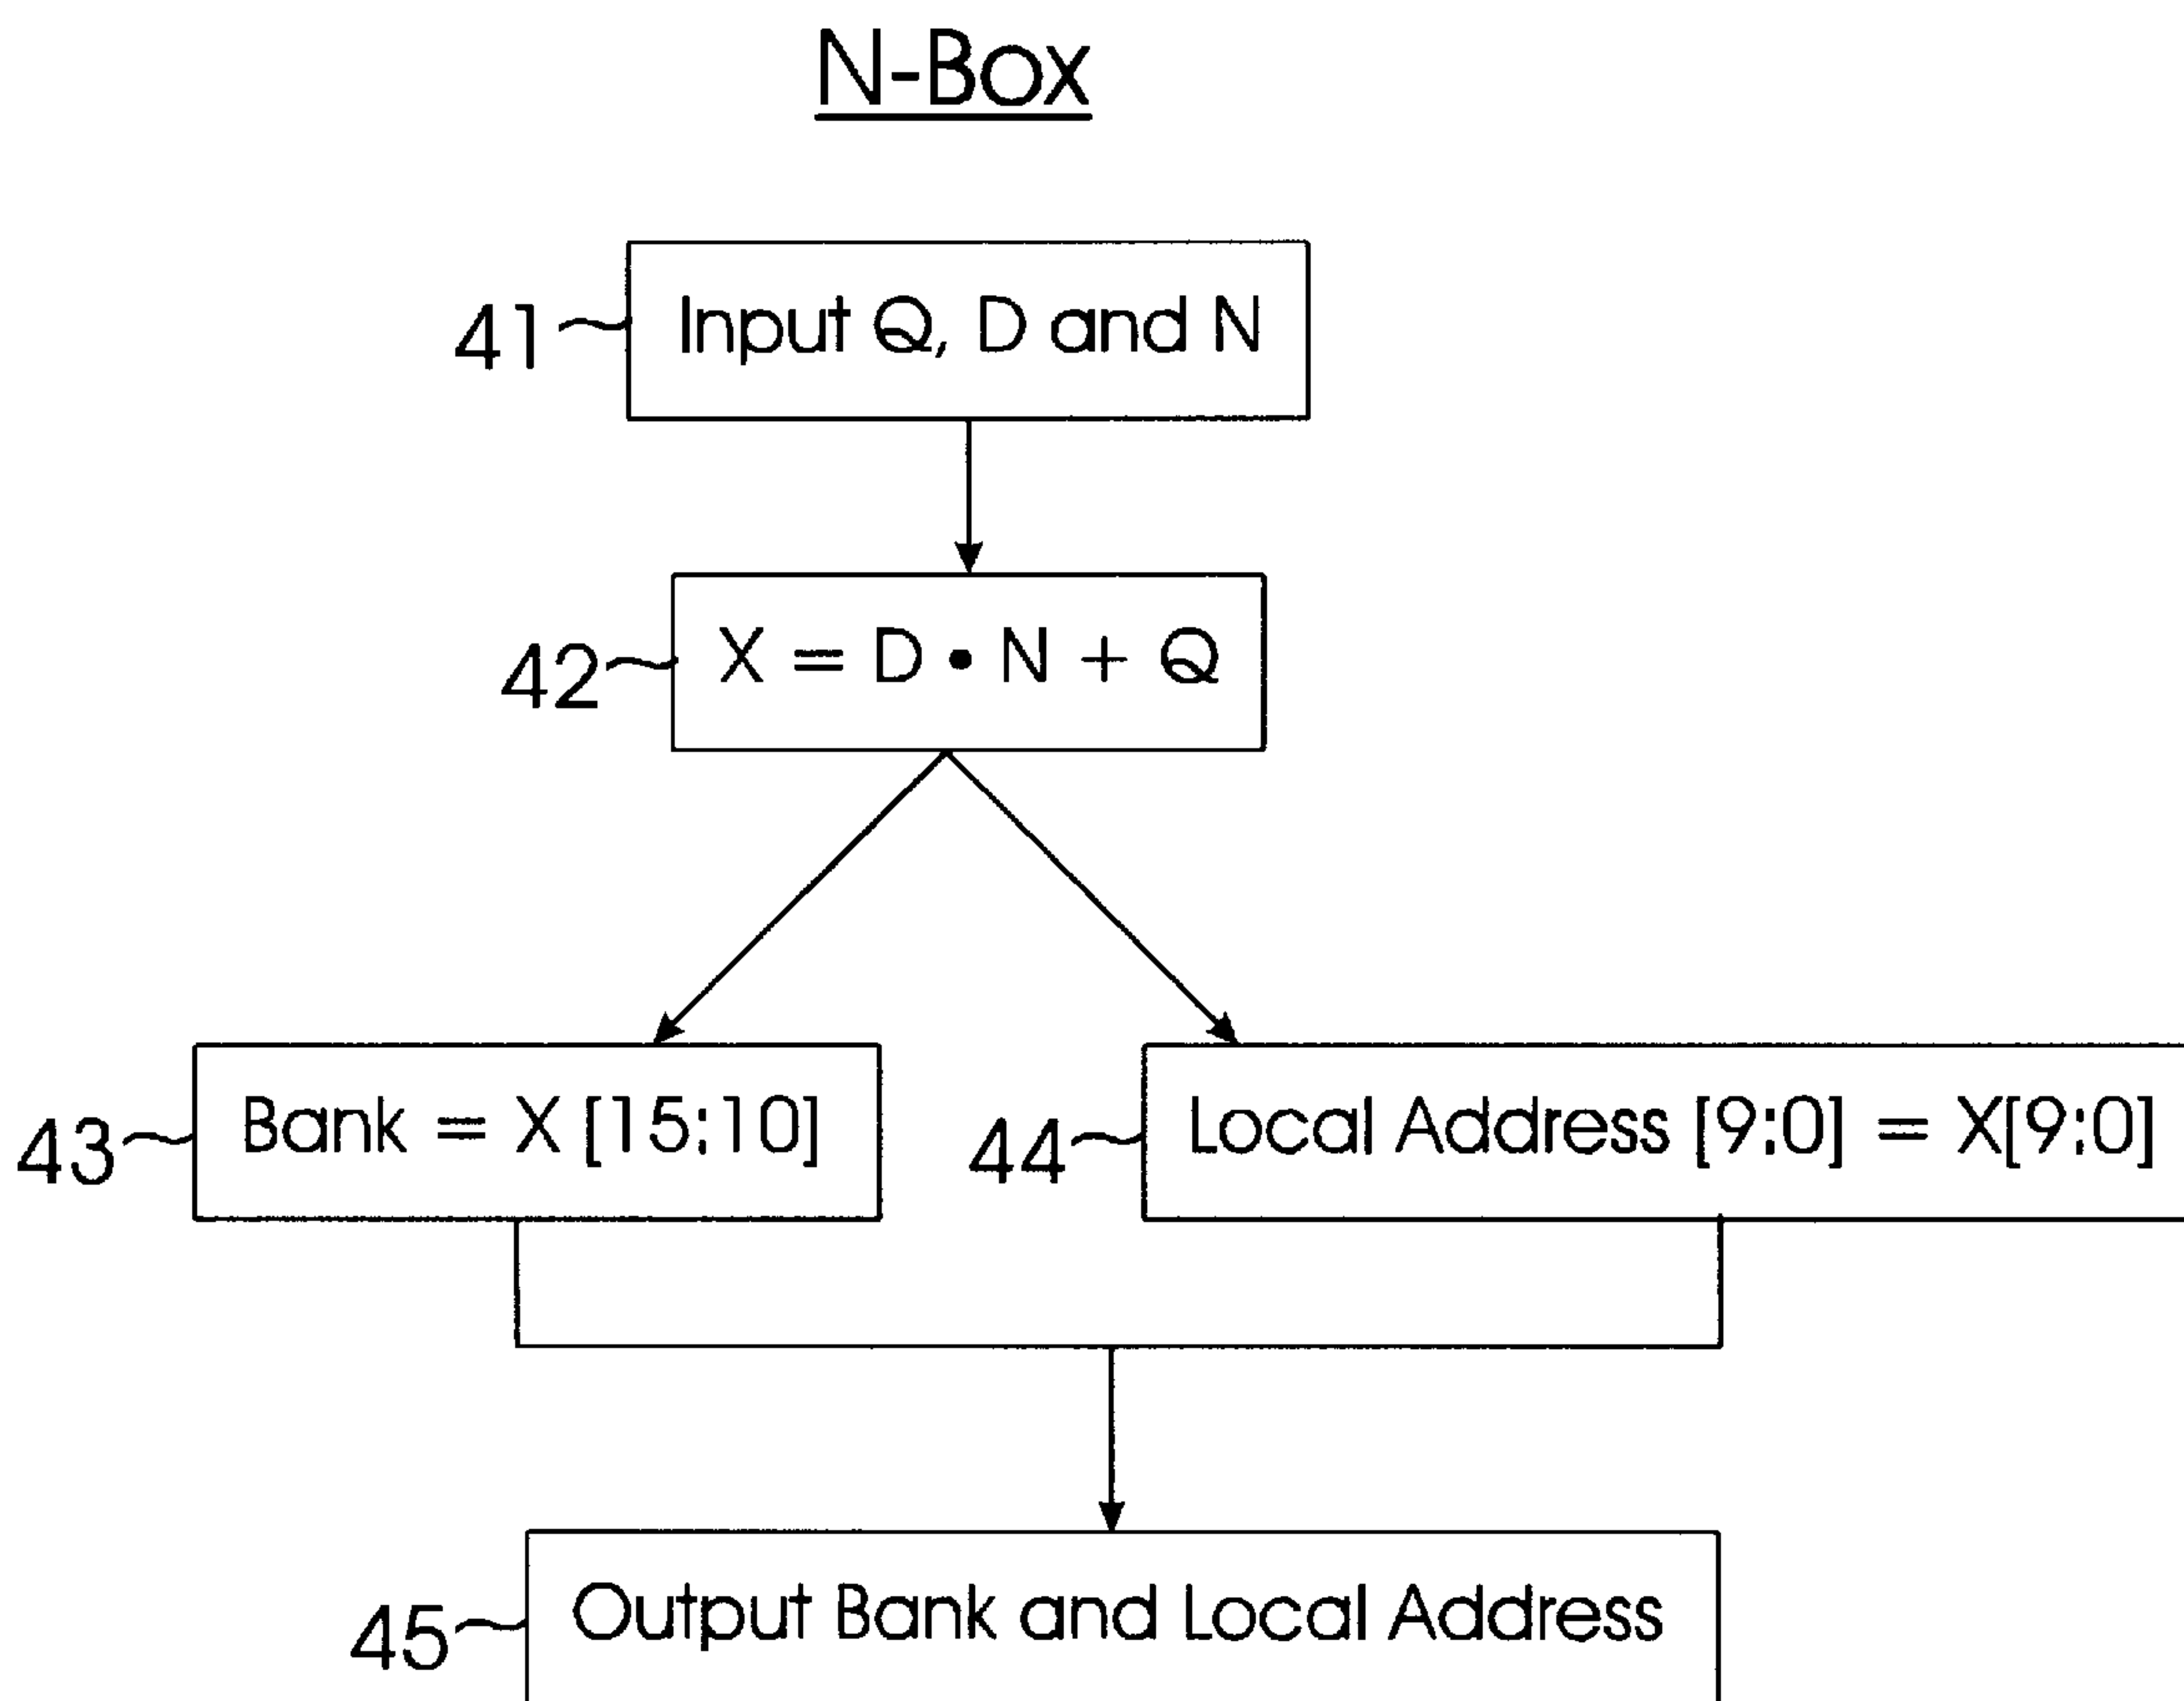 N-Box
41
Input Q, D and N
42
X = D • N + Q
43
Bank = X [15:10]
44
Local Address [9:0] = X[9:0]
45
Output Bank and Local Address